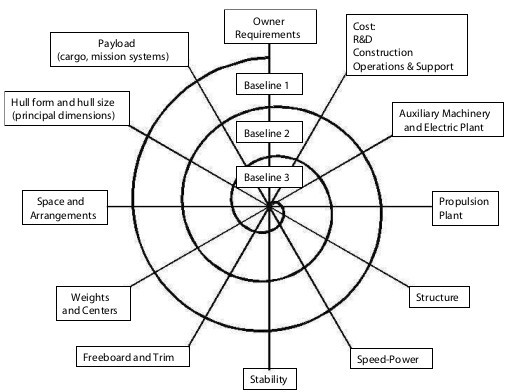 Owner
Requirements
Cost:
R&D
Construction
Operations & Support
Payload
(cargo, mission systems)
Baseline 1
Hull form and hull size
(principal dimensions)
Auxiliary Machinery
and Electric Plant
Baseline 2
Baseline 3
Space and
Arrangements
Propulsion
Plant
Weights
and Centers
Structure
Freeboard and Trim
Speed-Power
Stability